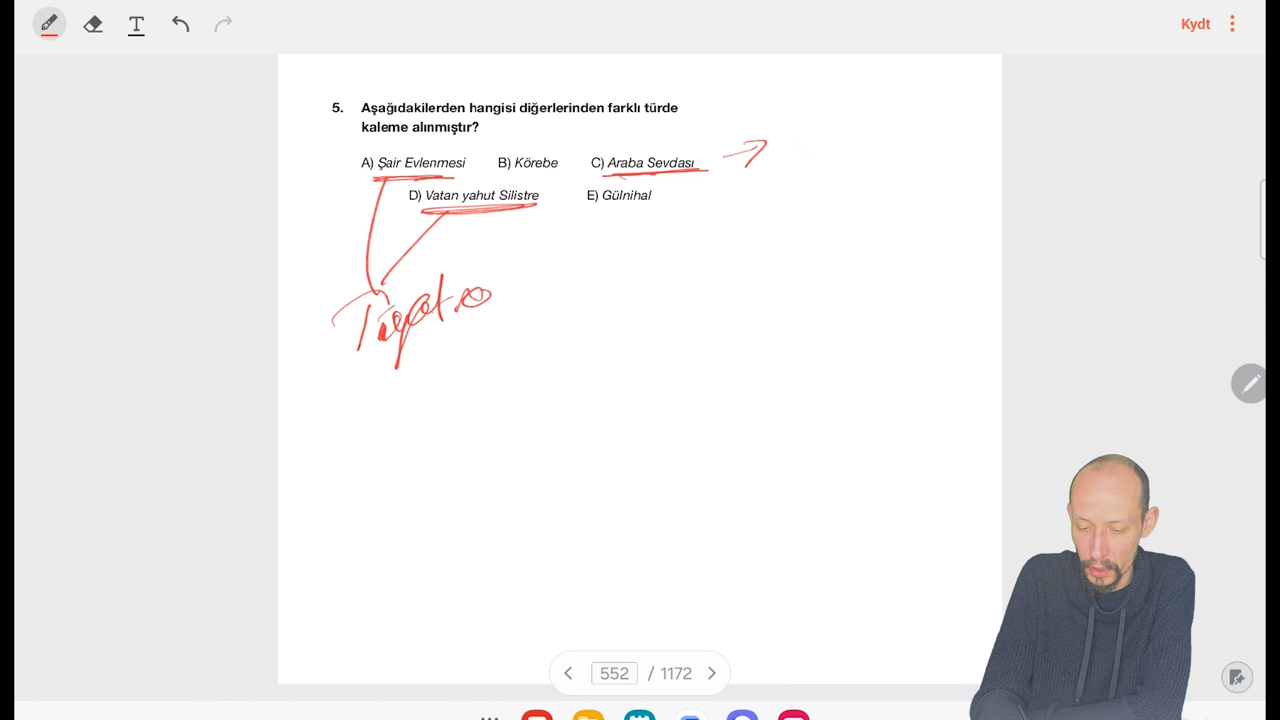 Kydt
5. Aşağıdakilerden hangisi diğerlerinden farklı türde
kaleme alınmıştır?
A) Şair Evlenmesi B) Körebe C) Araba Sevdası
D) Vatan yahut Silistre E) Gülnihal
Tiyatro
552 / 1172